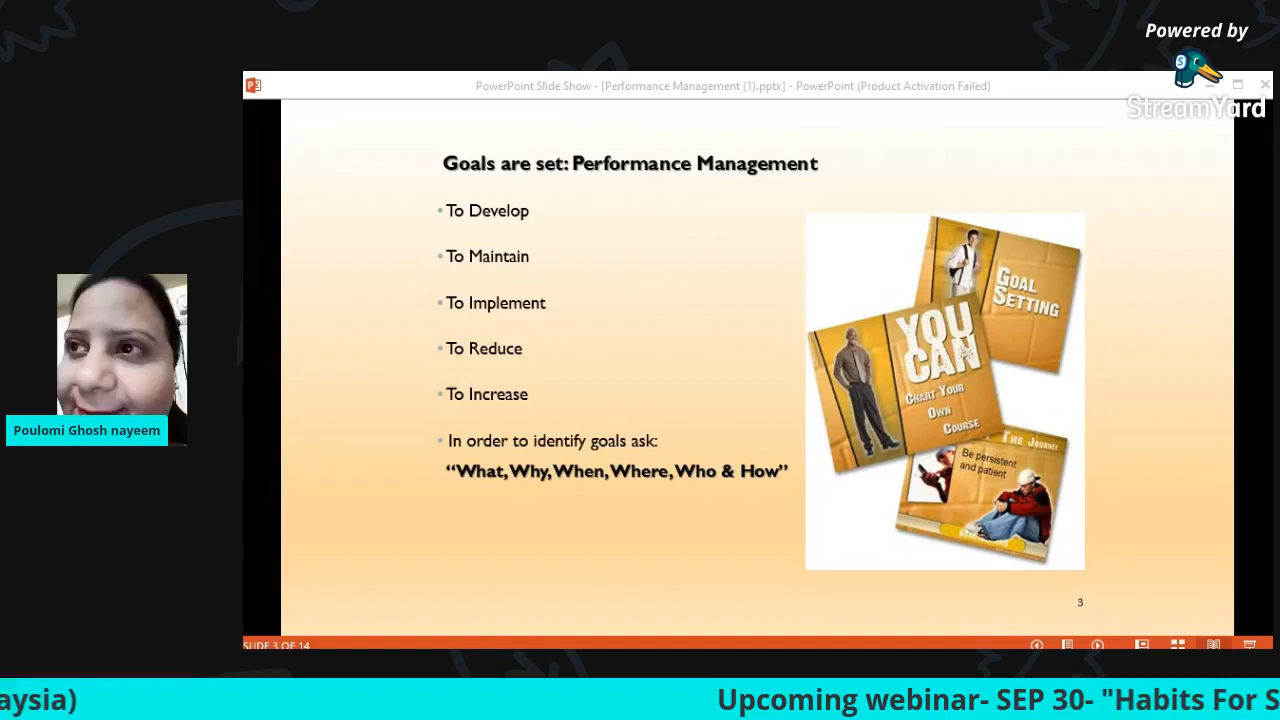 Powered by
StreamYard
PowerPoint Slide Show - [Performance Management (1).pptx] - PowerPoint (Product Activation Failed)
Goals are set: Performance Management
• To Develop
• To Maintain
• To Implement
• To Reduce
• To Increase
• In order to identify goals ask:
“What, Why, When, Where, Who & How”
GOAL
SETTING
YOU
CAN
CHART YOUR
OWN
COURSE
THE JOURNEY
Be persistent
and patient
3
SLIDE 3 OF 14
Poulomi Ghosh nayeem
aysia)
Upcoming webinar- SEP 30- "Habits For S